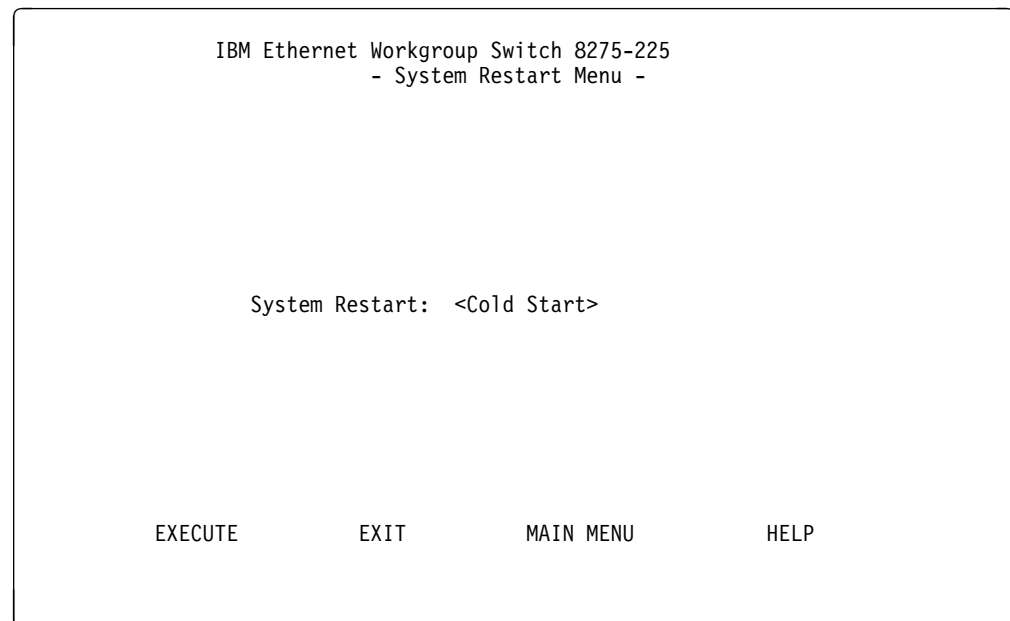 IBM Ethernet Workgroup Switch 8275-225
- System Restart Menu -
System Restart: <Cold Start>
EXECUTE EXIT MAIN MENU HELP